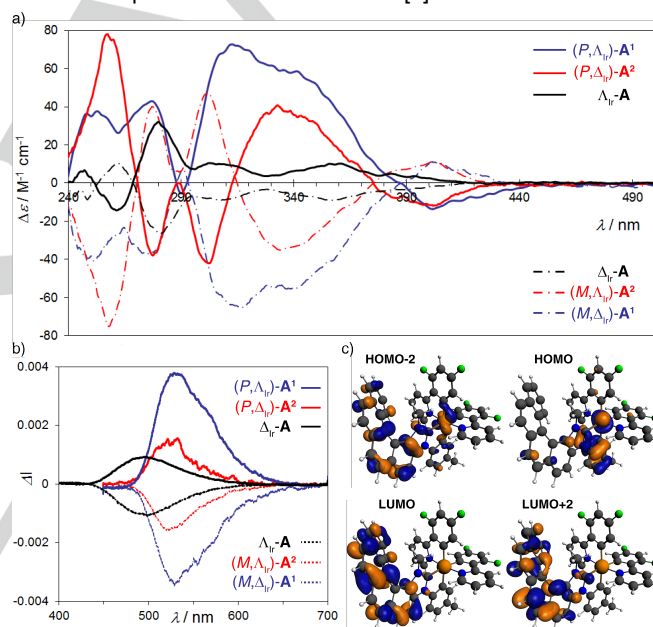 a)
80
60
40
20
0
-20
-40
-60
-80
Δε / M⁻¹ cm⁻¹
240
290
340
390
440
490
λ / nm
(P,Λ_Ir)-A¹
(P,Δ_Ir)-A²
Λ_Ir-A
Δ_Ir-A
(M,Λ_Ir)-A²
(M,Δ_Ir)-A¹
b)
0.004
0.002
0
-0.002
-0.004
ΔI
400
500
600
700
λ / nm
(P,Λ_Ir)-A¹
(P,Δ_Ir)-A²
Δ_Ir-A
Λ_Ir-A
(M,Λ_Ir)-A²
(M,Δ_Ir)-A¹
c)
HOMO-2
HOMO
LUMO
LUMO+2